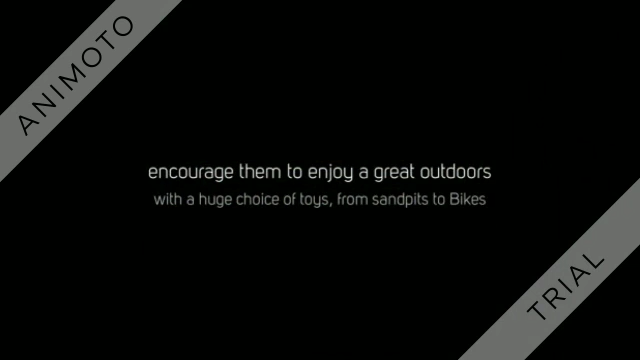 ANIMOTO
encourage them to enjoy a great outdoors
with a huge choice of toys, from sandpits to Bikes
TRIAL